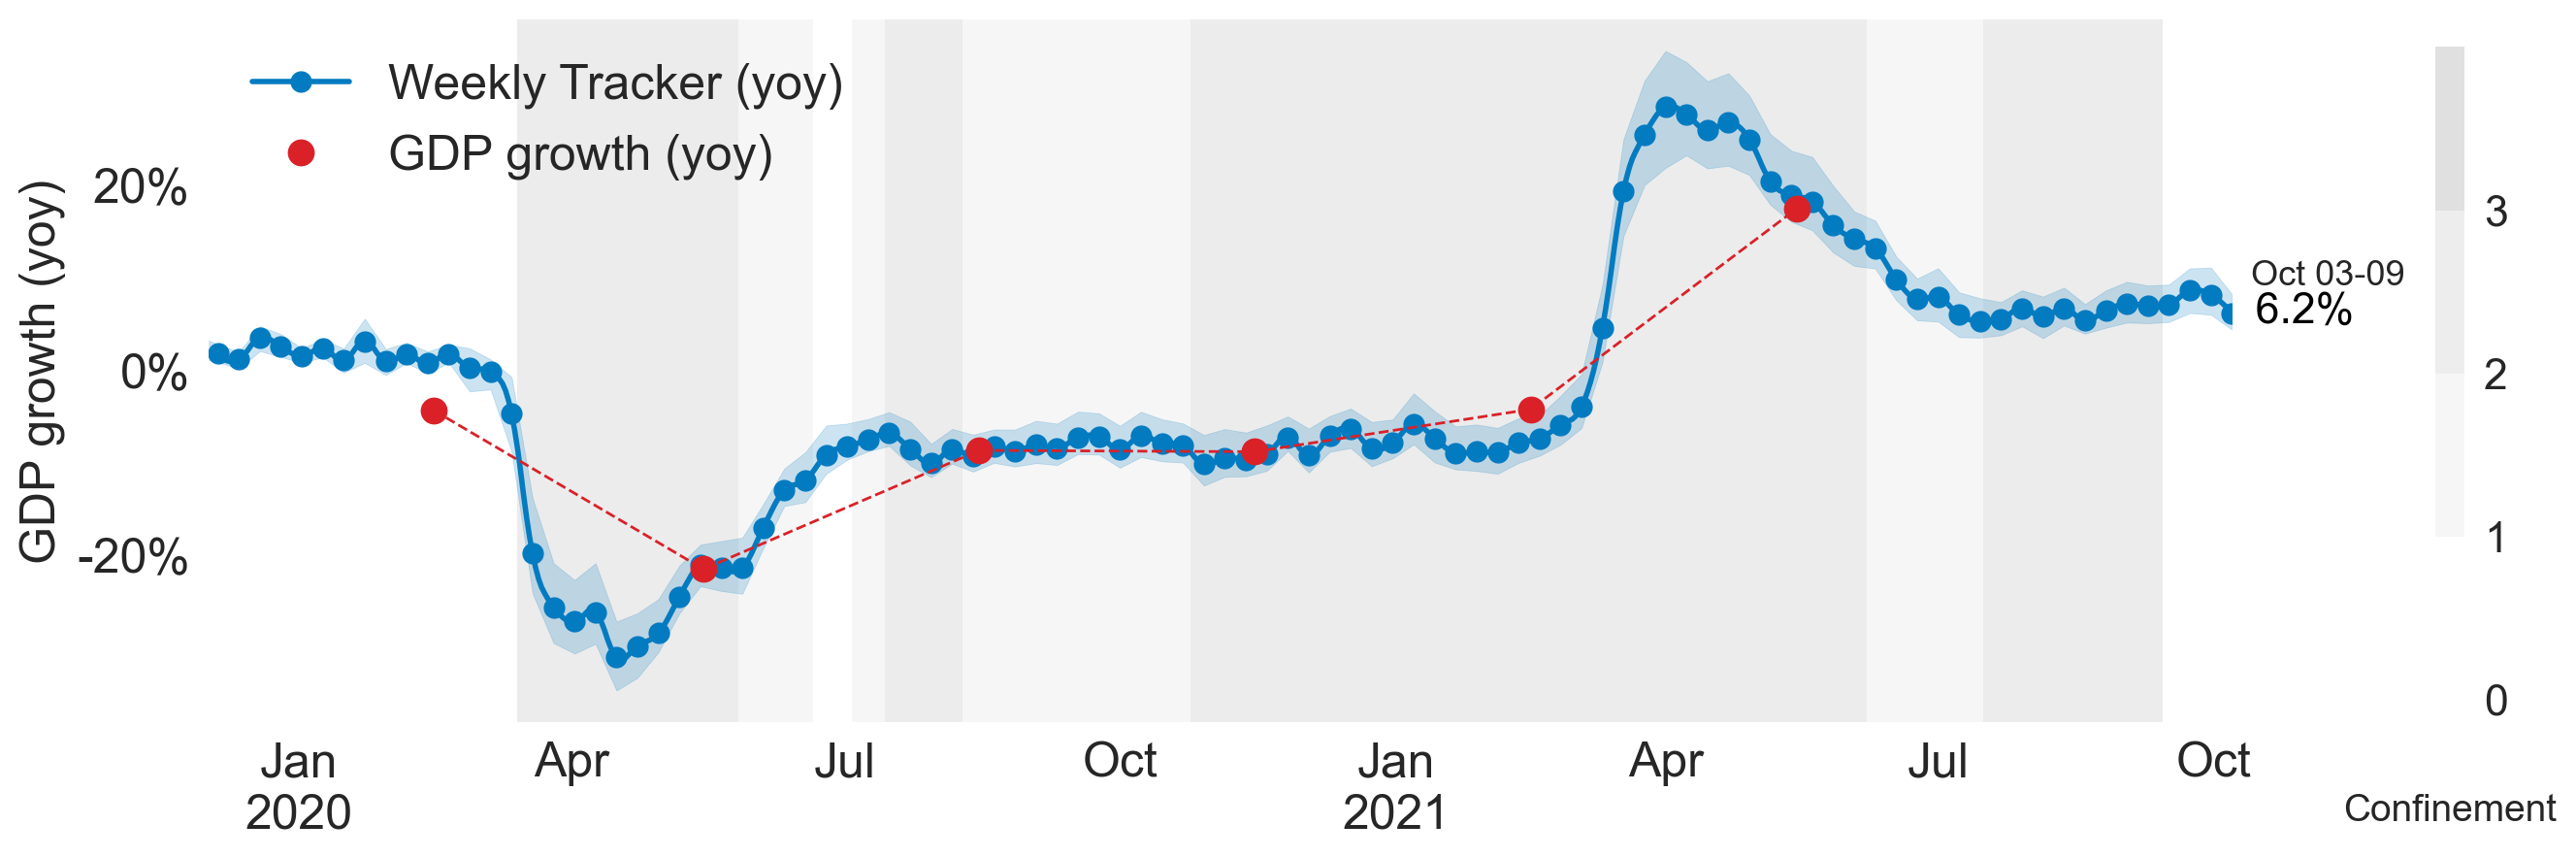 Weekly Tracker (yoy)
GDP growth (yoy)
GDP growth (yoy)
20%
0%
-20%
Oct 03-09
6.2%
3
2
1
0
Jan
2020
Apr
Jul
Oct
Jan
2021
Apr
Jul
Oct
Confinement